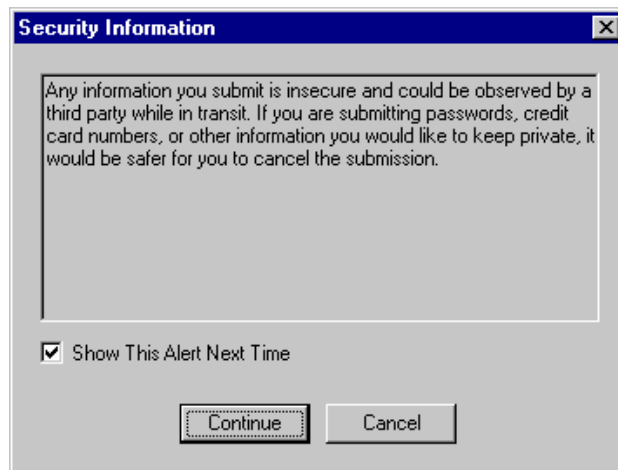 Security Information
Any information you submit is insecure and could be observed by a
third party while in transit. If you are submitting passwords, credit
card numbers, or other information you would like to keep private, it
would be safer for you to cancel the submission.
Show This Alert Next Time
Continue Cancel